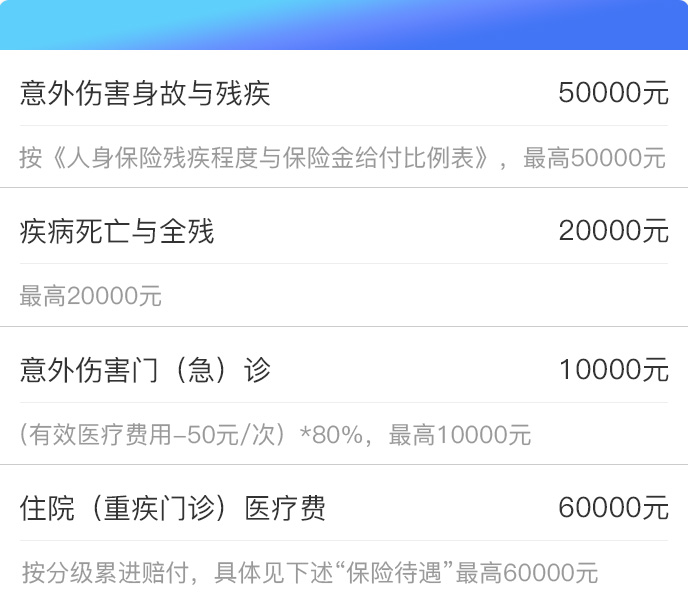 意外伤害身故与残疾 50000元
按《人身保险残疾程度与保险金给付比例表》，最高50000元
疾病死亡与全残 20000元
最高20000元
意外伤害门（急）诊 10000元
(有效医疗费用-50元/次）*80%，最高10000元
住院（重疾门诊）医疗费 60000元
按分级累进赔付，具体见下述“保险待遇”最高60000元